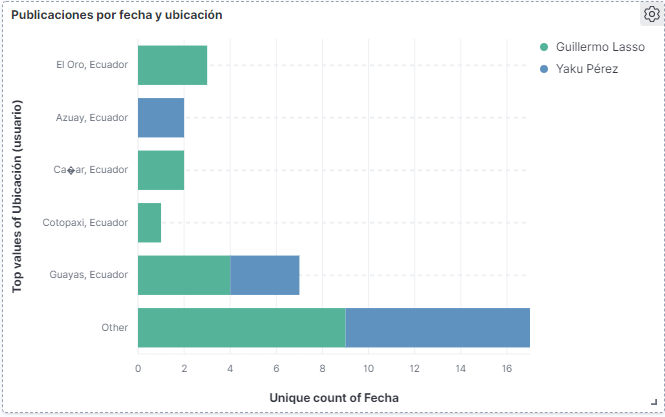 Publicaciones por fecha y ubicación
Guillermo Lasso
Yaku Pérez
Top values of Ubicación (usuario)
El Oro, Ecuador
Azuay, Ecuador
Ca�ar, Ecuador
Cotopaxi, Ecuador
Guayas, Ecuador
Other
0 2 4 6 8 10 12 14 16
Unique count of Fecha